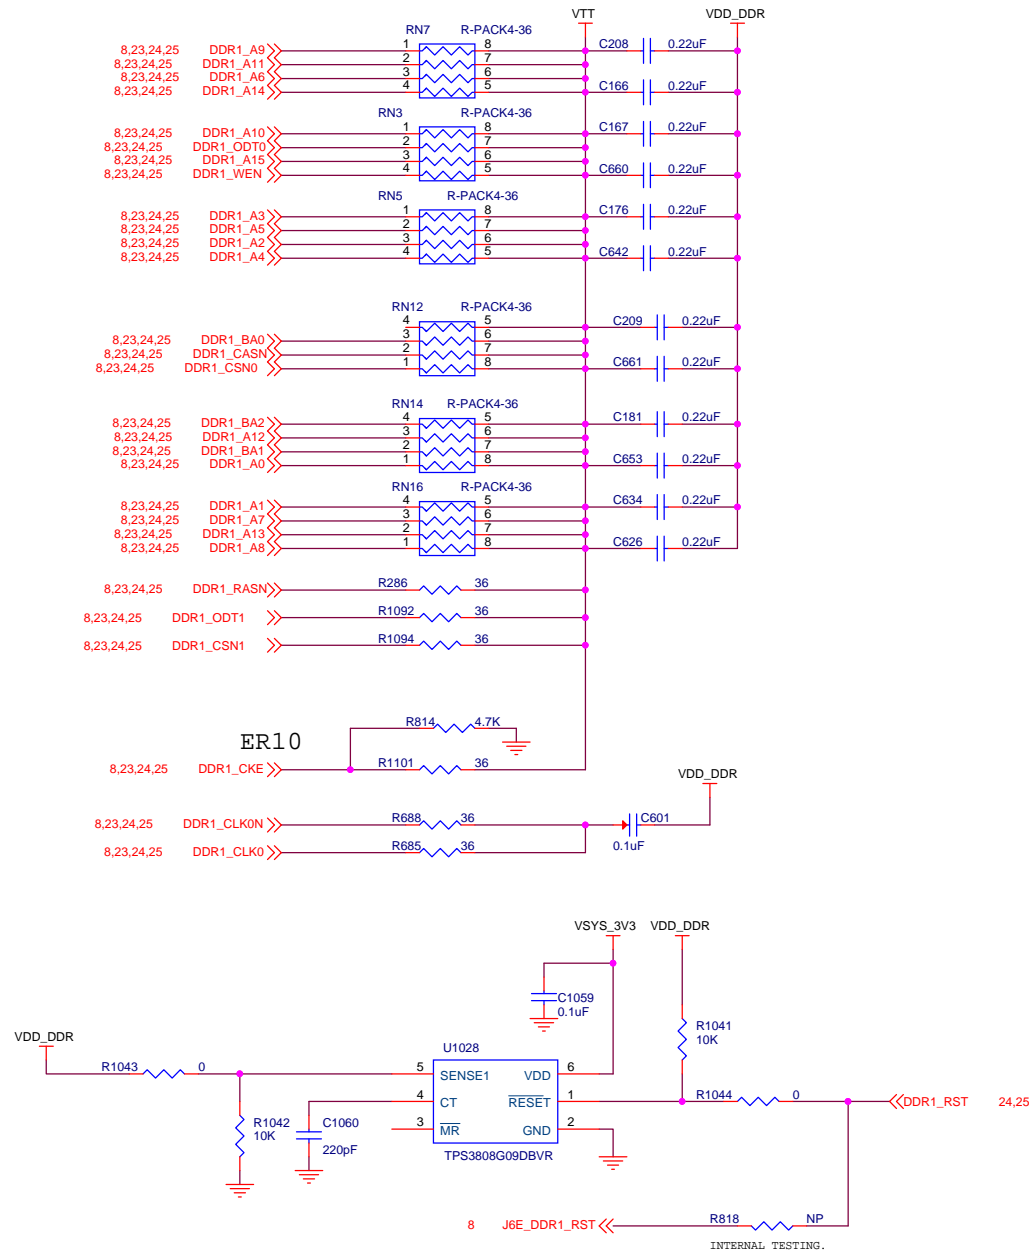 VTT VDD_DDR
RN7 R-PACK4-36
8,23,24,25 DDR1_A9 1 8 C208 0.22uF
8,23,24,25 DDR1_A11 2 7
8,23,24,25 DDR1_A6 3 6
8,23,24,25 DDR1_A14 4 5 C166 0.22uF
RN3 R-PACK4-36
8,23,24,25 DDR1_A10 1 8 C167 0.22uF
8,23,24,25 DDR1_ODT0 2 7
8,23,24,25 DDR1_A15 3 6
8,23,24,25 DDR1_WEN 4 5 C660 0.22uF
RN5 R-PACK4-36
8,23,24,25 DDR1_A3 1 8 C176 0.22uF
8,23,24,25 DDR1_A5 2 7
8,23,24,25 DDR1_A2 3 6
8,23,24,25 DDR1_A4 4 5 C642 0.22uF
RN12 R-PACK4-36
4 5 C209 0.22uF
8,23,24,25 DDR1_BA0 3 6
8,23,24,25 DDR1_CASN 2 7
8,23,24,25 DDR1_CSN0 1 8 C661 0.22uF
RN14 R-PACK4-36
8,23,24,25 DDR1_BA2 4 5 C181 0.22uF
8,23,24,25 DDR1_A12 3 6
8,23,24,25 DDR1_BA1 2 7
8,23,24,25 DDR1_A0 1 8 C653 0.22uF
RN16 R-PACK4-36
8,23,24,25 DDR1_A1 4 5 C634 0.22uF
8,23,24,25 DDR1_A7 3 6
8,23,24,25 DDR1_A13 2 7
8,23,24,25 DDR1_A8 1 8 C626 0.22uF
8,23,24,25 DDR1_RASN R286 36
8,23,24,25 DDR1_ODT1 R1092 36
8,23,24,25 DDR1_CSN1 R1094 36
R814 4.7K
ER10
8,23,24,25 DDR1_CKE R1101 36
VDD_DDR
8,23,24,25 DDR1_CLK0N R688 36 C601
0.1uF
8,23,24,25 DDR1_CLK0 R685 36
VSYS_3V3 VDD_DDR
C1059
0.1uF
R1041
10K
VDD_DDR
U1028
R1043 0 5 SENSE1 VDD 6
4 CT RESET 1 R1044 0 DDR1_RST 24,25
R1042
10K
C1060
220pF
3 MR GND 2
TPS3808G09DBVR
8 J6E_DDR1_RST R818 NP
INTERNAL TESTING.